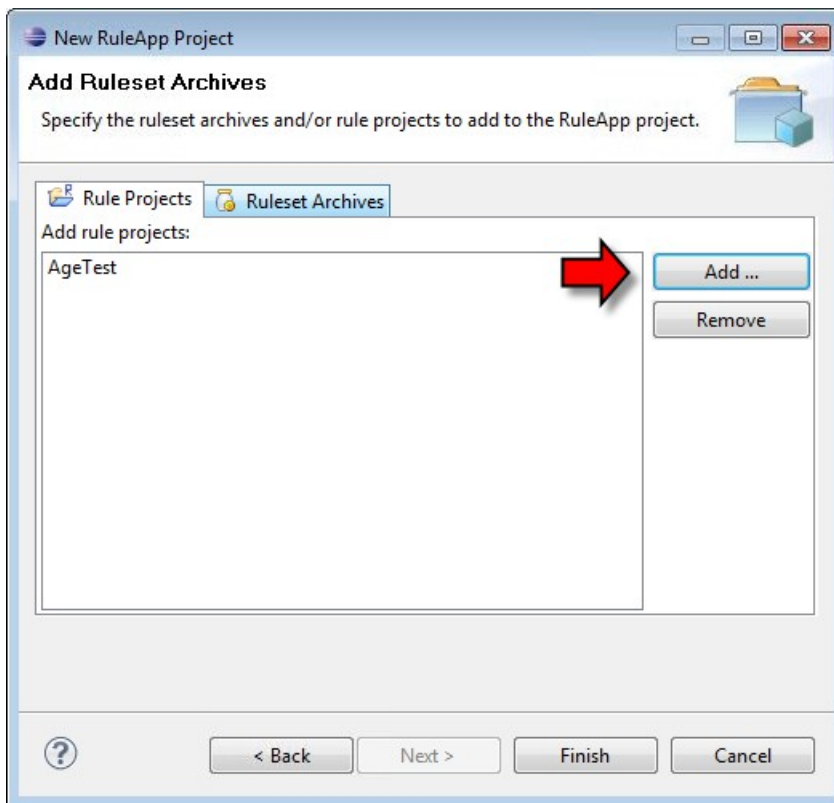 New RuleApp Project
Add Ruleset Archives
Specify the ruleset archives and/or rule projects to add to the RuleApp project.
Rule Projects
Ruleset Archives
Add rule projects:
AgeTest
Add ...
Remove
< Back
Next >
Finish
Cancel